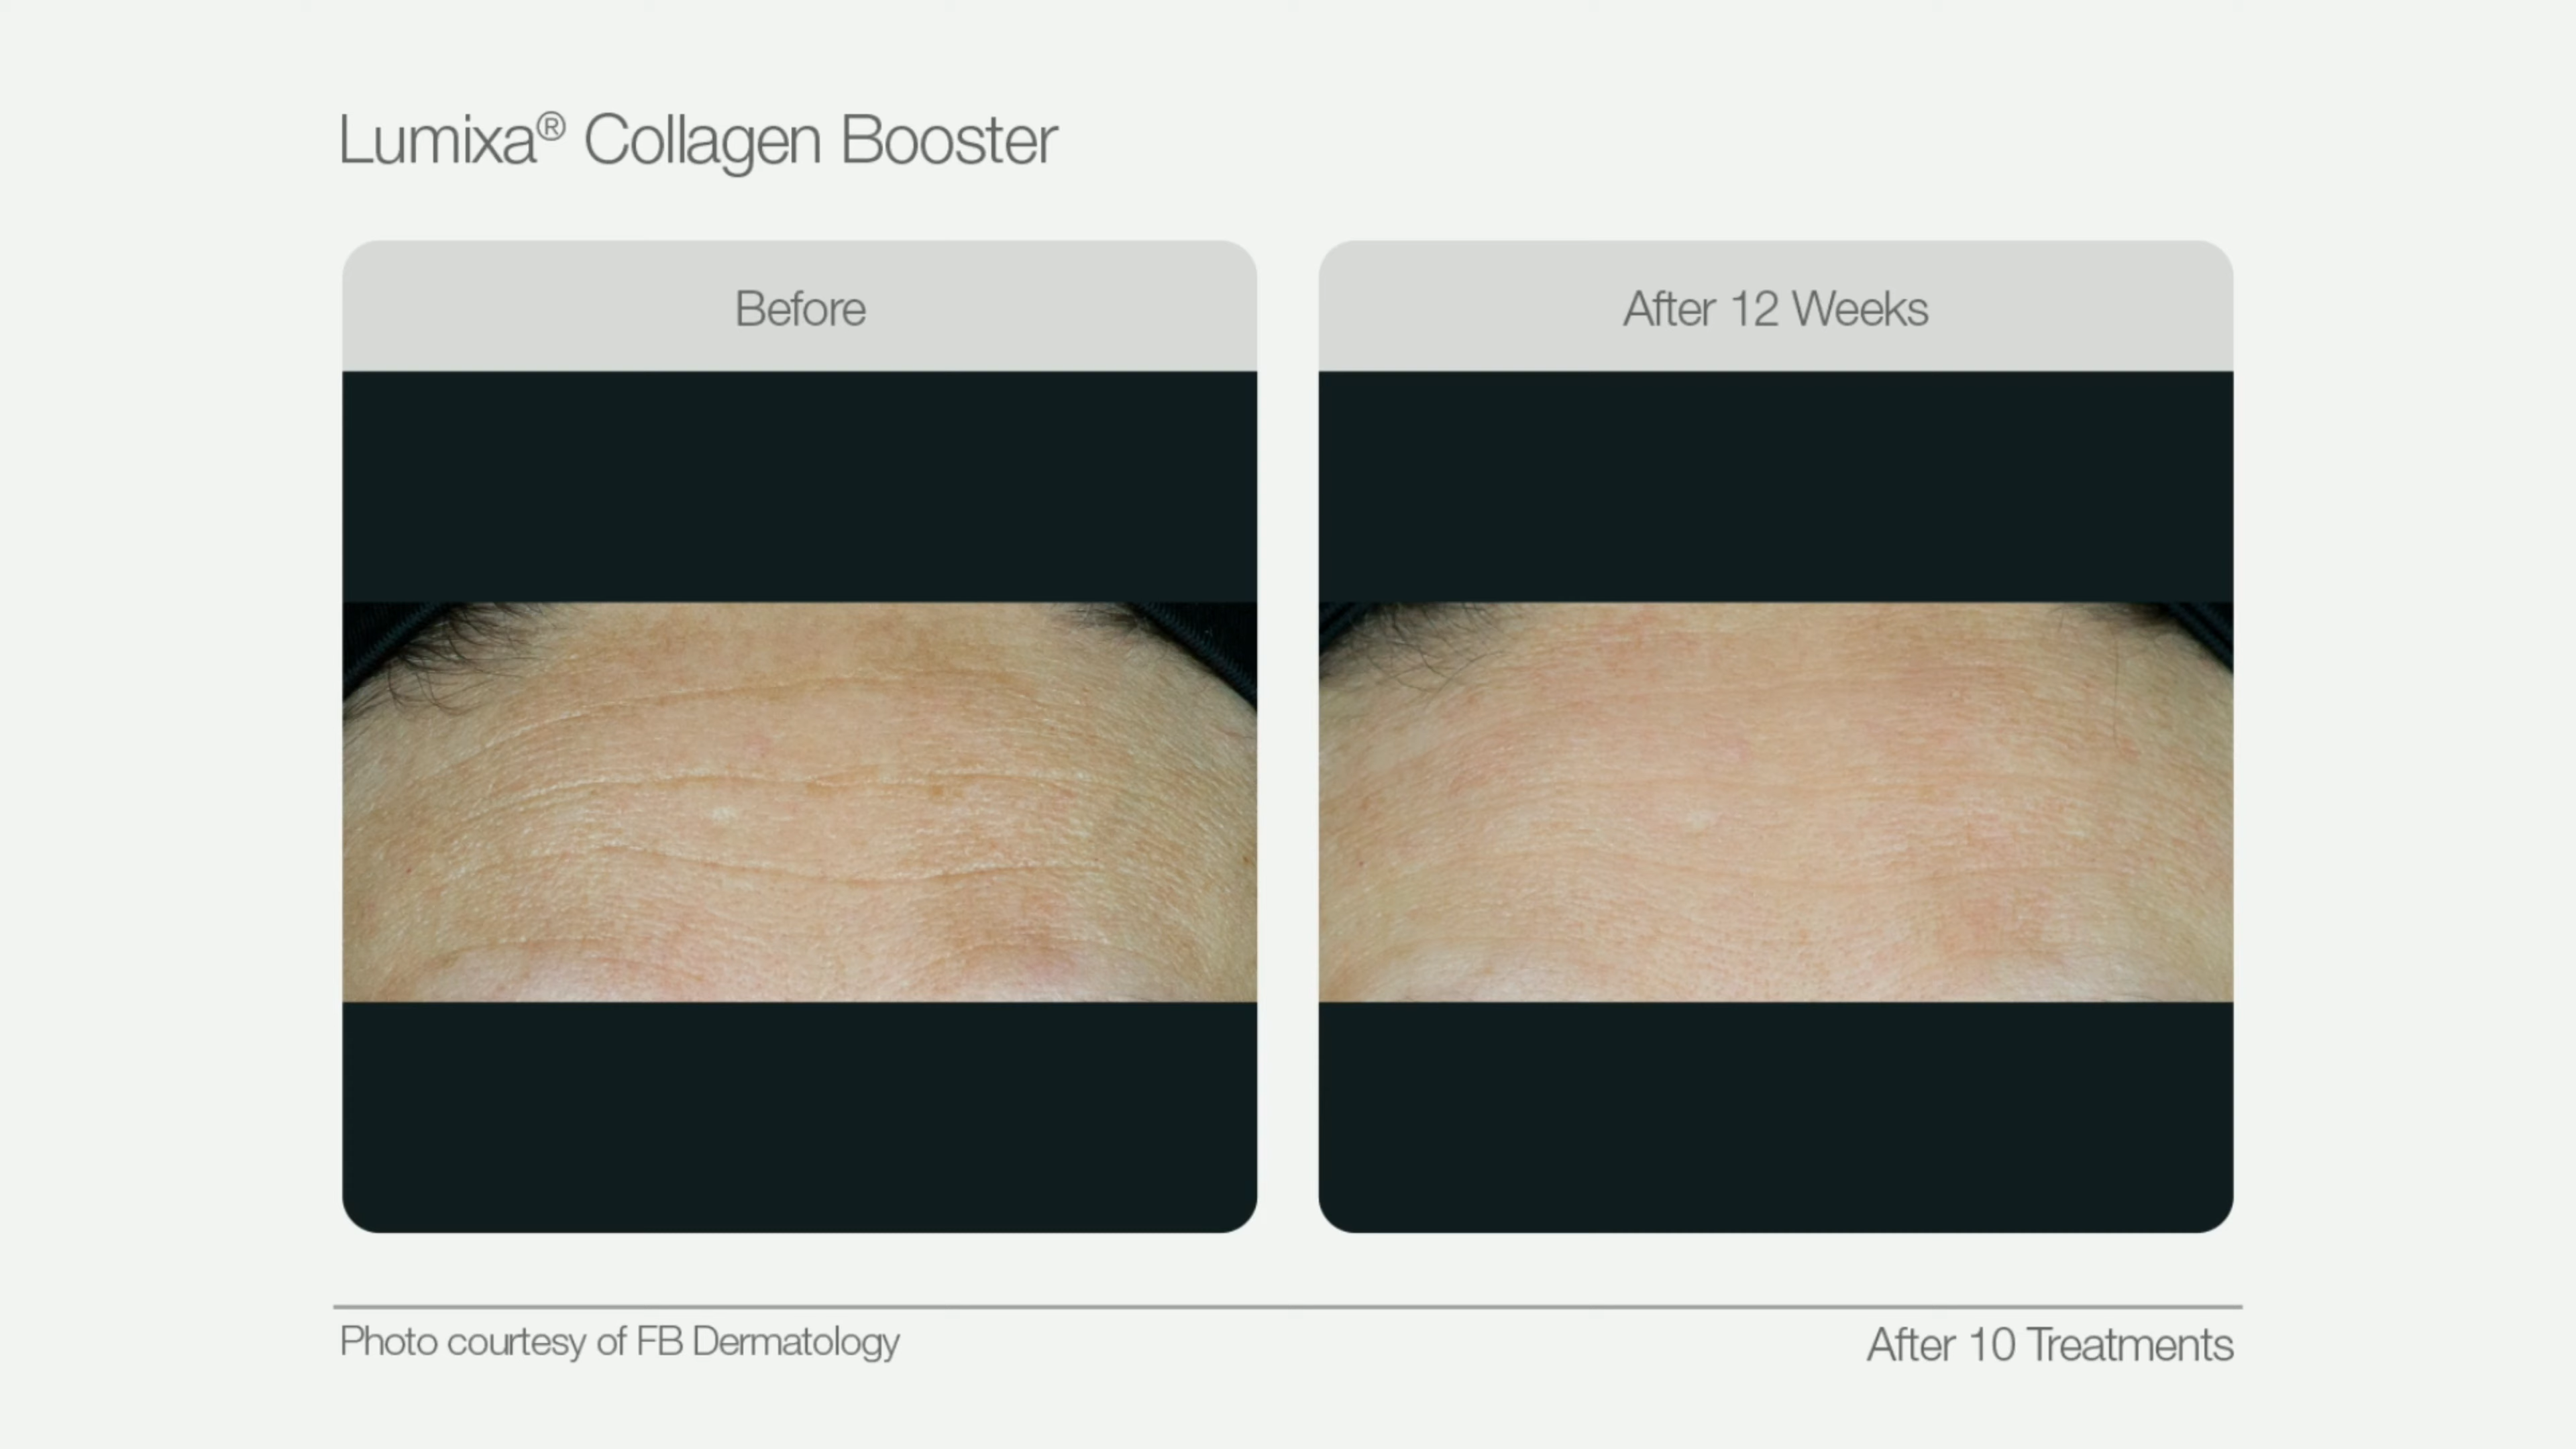 Lumixa® Collagen Booster
Before
After 12 Weeks
Photo courtesy of FB Dermatology
After 10 Treatments